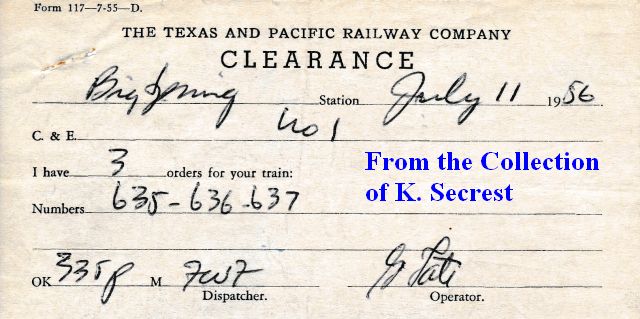 Form 117—7-55—D.
THE TEXAS AND PACIFIC RAILWAY COMPANY
CLEARANCE
Big Spring Station July 11 1956
C. & E. No 1
I have 3 orders for your train:
From the Collection
of K. Secrest
Numbers 635-636-637
OK 335p M FWF
Dispatcher.
G Tate
Operator.